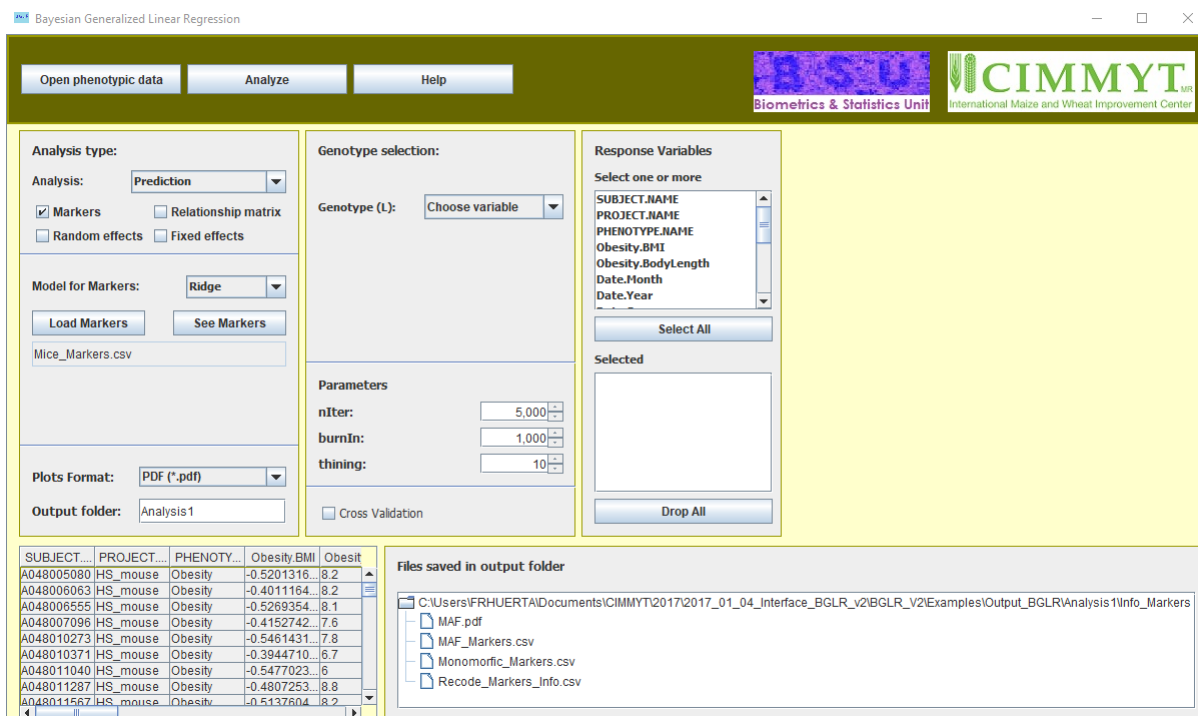 Bayesian Generalized Linear Regression
Open phenotypic data
Analyze
Help
B S U
Biometrics & Statistics Unit
CIMMYT MR
International Maize and Wheat Improvement Center
Analysis type:
Analysis: Prediction
Markers
Relationship matrix
Random effects
Fixed effects
Model for Markers: Ridge
Load Markers
See Markers
Mice_Markers.csv
Plots Format: PDF (*.pdf)
Output folder: Analysis1
Genotype selection:
Genotype (L): Choose variable
Parameters
nIter: 5,000
burnIn: 1,000
thining: 10
Cross Validation
Response Variables
Select one or more
SUBJECT.NAME
PROJECT.NAME
PHENOTYPE.NAME
Obesity.BMI
Obesity.BodyLength
Date.Month
Date.Year
Select All
Selected
Drop All
SUBJECT.... PROJECT.... PHENOTY... Obesity.BMI Obesit
A048005080 HS_mouse Obesity -0.5201316... 8.2
A048006063 HS_mouse Obesity -0.4011164... 8.2
A048006555 HS_mouse Obesity -0.5269354... 8.1
A048007096 HS_mouse Obesity -0.4152742... 7.6
A048010273 HS_mouse Obesity -0.5461431... 7.8
A048010371 HS_mouse Obesity -0.3944710... 6.7
A048011040 HS_mouse Obesity -0.5477023... 6
A048011287 HS_mouse Obesity -0.4807253... 8.8
A048011567 HS_mouse Obesity -0.5137604... 8.2
Files saved in output folder
C:\Users\FRHUERTA\Documents\CIMMYT\2017\2017_01_04_Interface_BGLR_v2\BGLR_V2\Examples\Output_BGLR\Analysis1\Info_Markers
MAF.pdf
MAF_Markers.csv
Monomorfic_Markers.csv
Recode_Markers_Info.csv